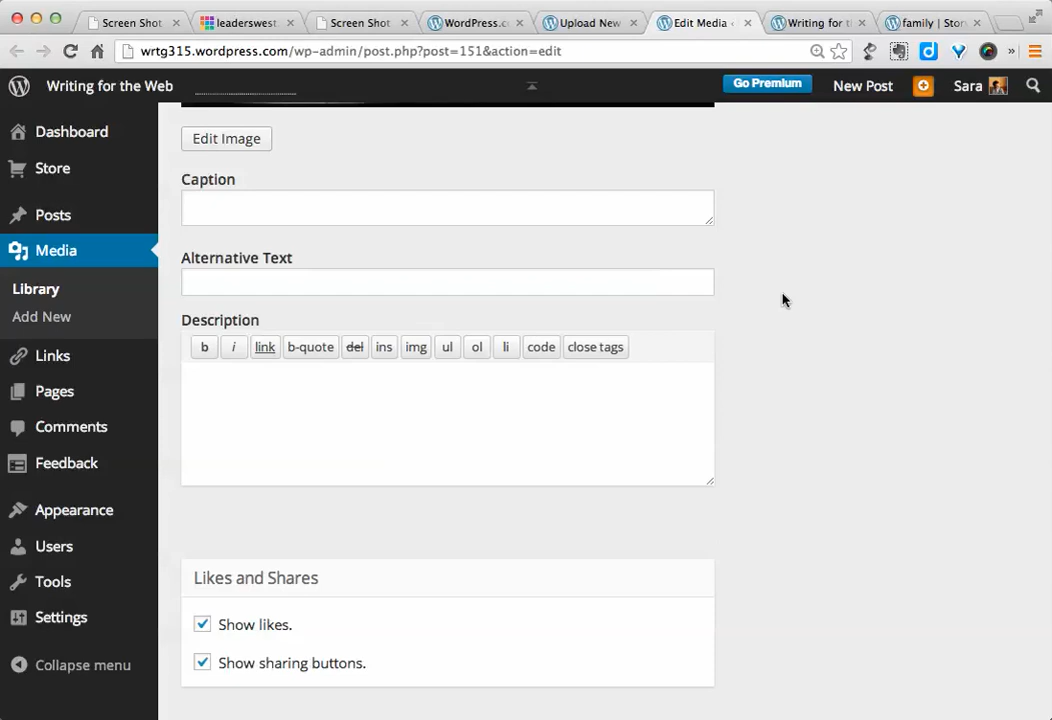 Screen Shot
leaderswest.
Screen Shot
WordPress.c
Upload New
Edit Media
Writing for t
family | Stor
wrtg315.wordpress.com/wp-admin/post.php?post=151&action=edit
Writing for the Web
Go Premium
New Post
Sara
Dashboard
Store
Posts
Media
Library
Add New
Links
Pages
Comments
Feedback
Appearance
Users
Tools
Settings
Collapse menu
Edit Image
Caption
Alternative Text
Description
b i link b-quote del ins img ul ol li code close tags
Likes and Shares
Show likes.
Show sharing buttons.